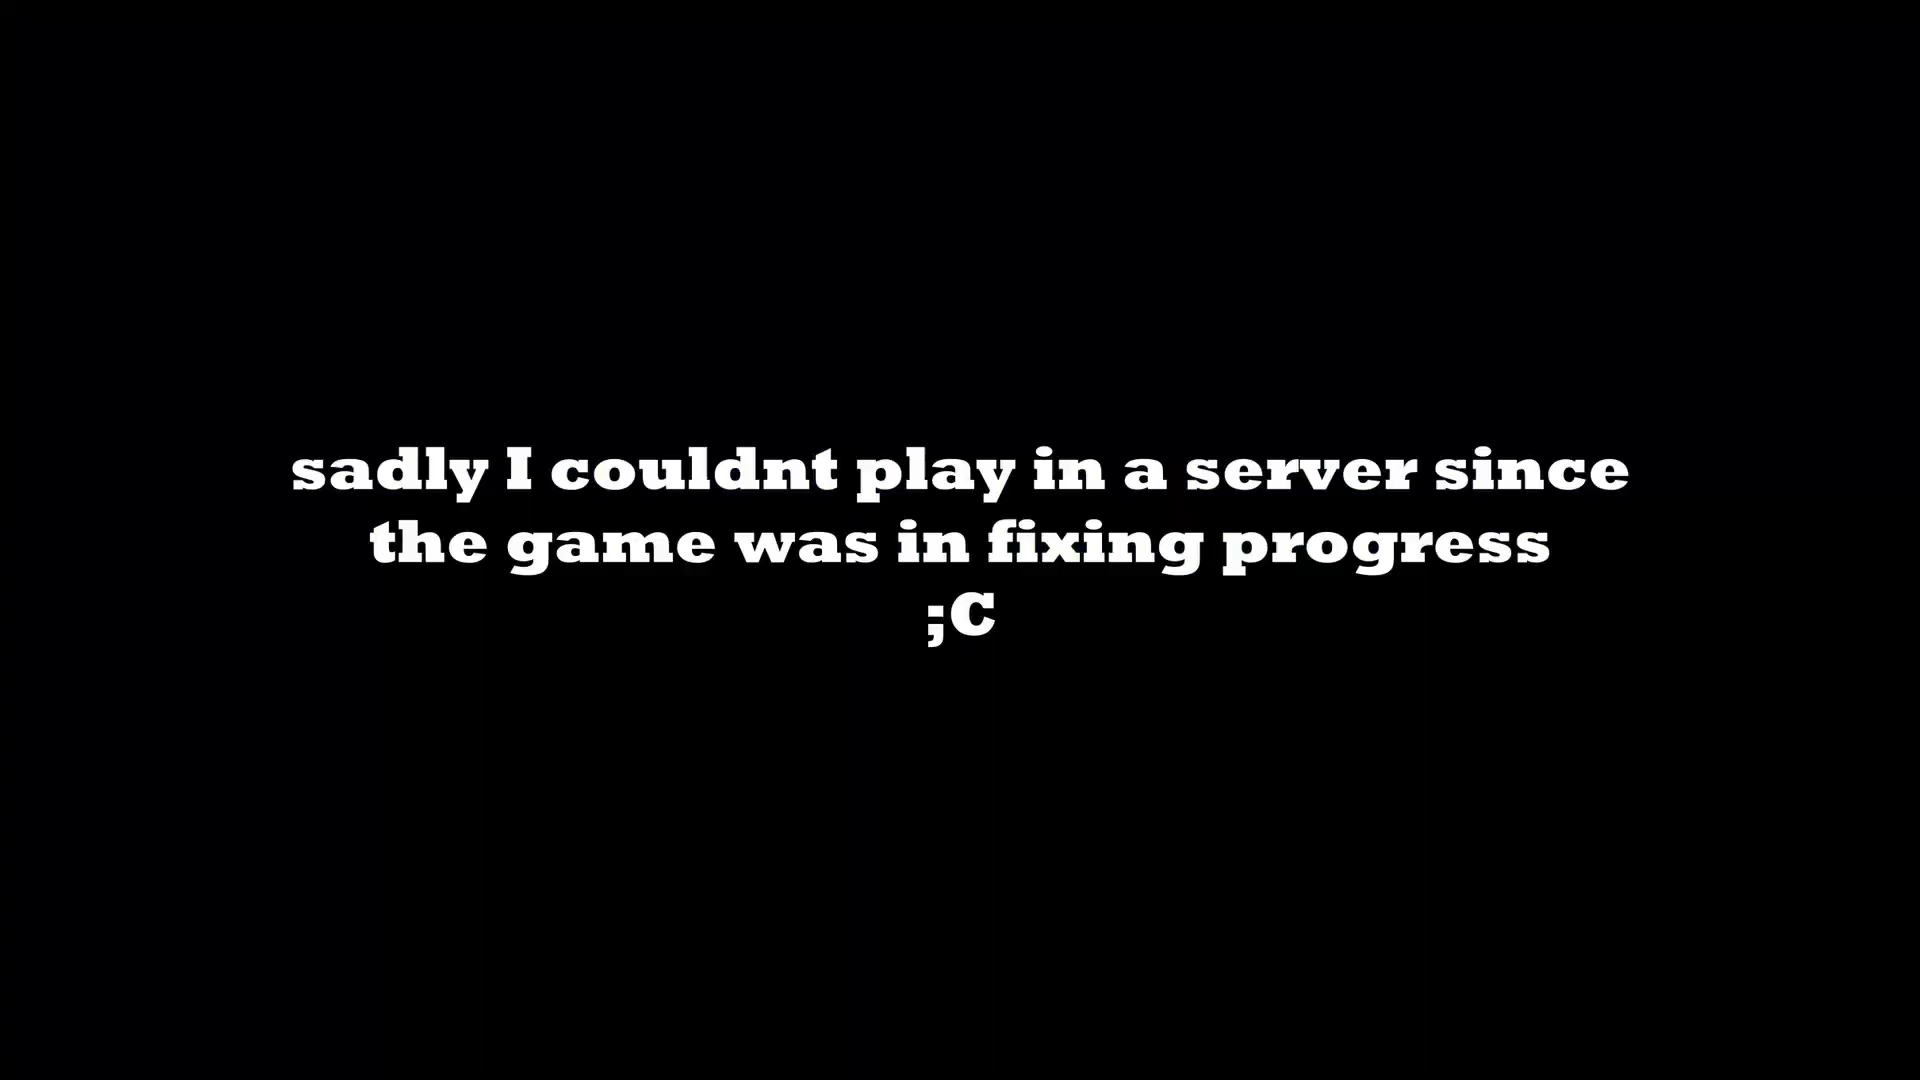 sadly I couldnt play in a server since
the game was in fixing progress
;C